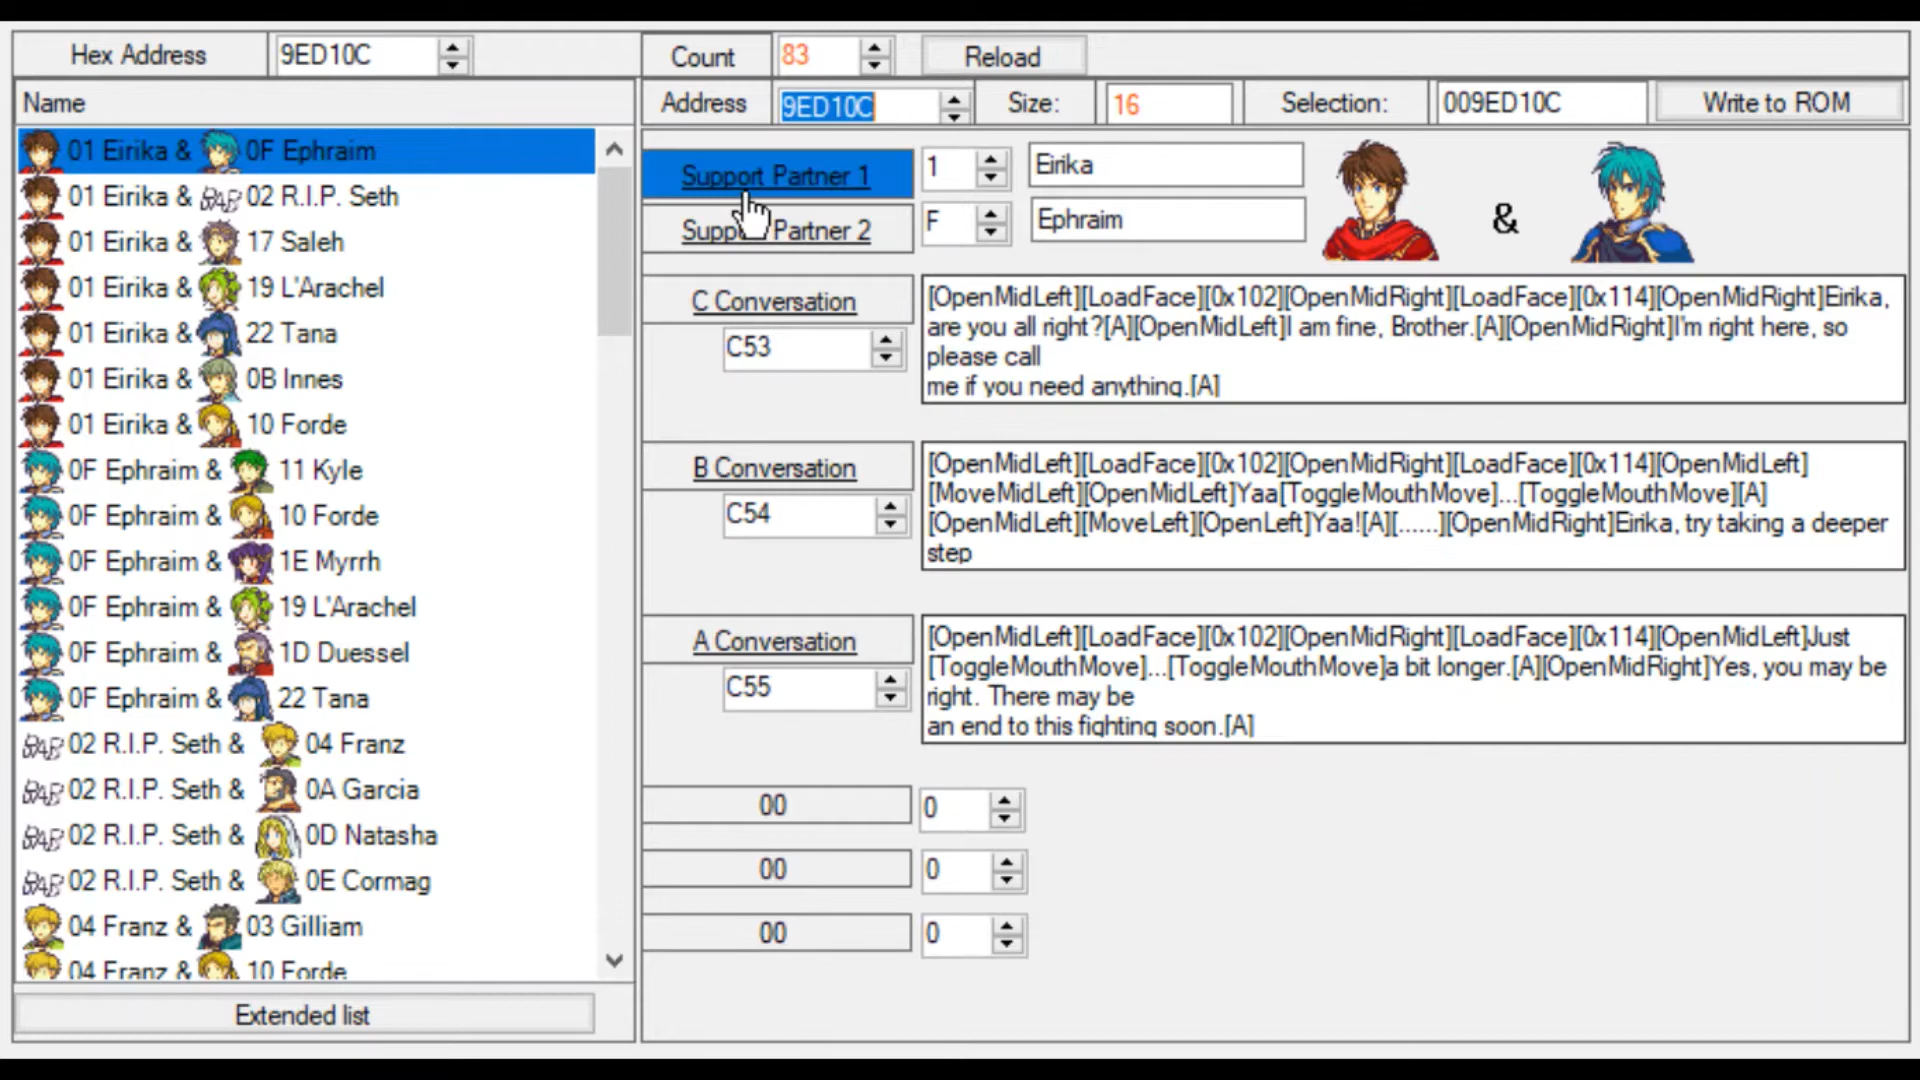 Hex Address 9ED10C Count 83 Reload
Name Address 9ED10C Size: 16 Selection: 009ED10C Write to ROM
01 Eirika & 0F Ephraim
01 Eirika & 02 R.I.P. Seth
01 Eirika & 17 Saleh
01 Eirika & 19 L'Arachel
01 Eirika & 22 Tana
01 Eirika & 0B Innes
01 Eirika & 10 Forde
0F Ephraim & 11 Kyle
0F Ephraim & 10 Forde
0F Ephraim & 1E Myrrh
0F Ephraim & 19 L'Arachel
0F Ephraim & 1D Duessel
0F Ephraim & 22 Tana
02 R.I.P. Seth & 04 Franz
02 R.I.P. Seth & 0A Garcia
02 R.I.P. Seth & 0D Natasha
02 R.I.P. Seth & 0E Cormag
04 Franz & 03 Gilliam
04 Franz & 10 Forde
Extended list
Support Partner 1 1 Eirika
&
Support Partner 2 F Ephraim
C Conversation
C53
[OpenMidLeft][LoadFace][0x102][OpenMidRight][LoadFace][0x114][OpenMidRight]Eirika,
are you all right?[A][OpenMidLeft]I am fine, Brother.[A][OpenMidRight]I'm right here, so
please call
me if you need anything.[A]
B Conversation
C54
[OpenMidLeft][LoadFace][0x102][OpenMidRight][LoadFace][0x114][OpenMidLeft]
[MoveMidLeft][OpenMidLeft]Yaa[ToggleMouthMove]...[ToggleMouthMove][A]
[OpenMidLeft][MoveLeft][OpenLeft]Yaa![A][......][OpenMidRight]Eirika, try taking a deeper
step
A Conversation
C55
[OpenMidLeft][LoadFace][0x102][OpenMidRight][LoadFace][0x114][OpenMidLeft]Just
[ToggleMouthMove]...[ToggleMouthMove]a bit longer.[A][OpenMidRight]Yes, you may be
right. There may be
an end to this fighting soon.[A]
00 0
00 0
00 0